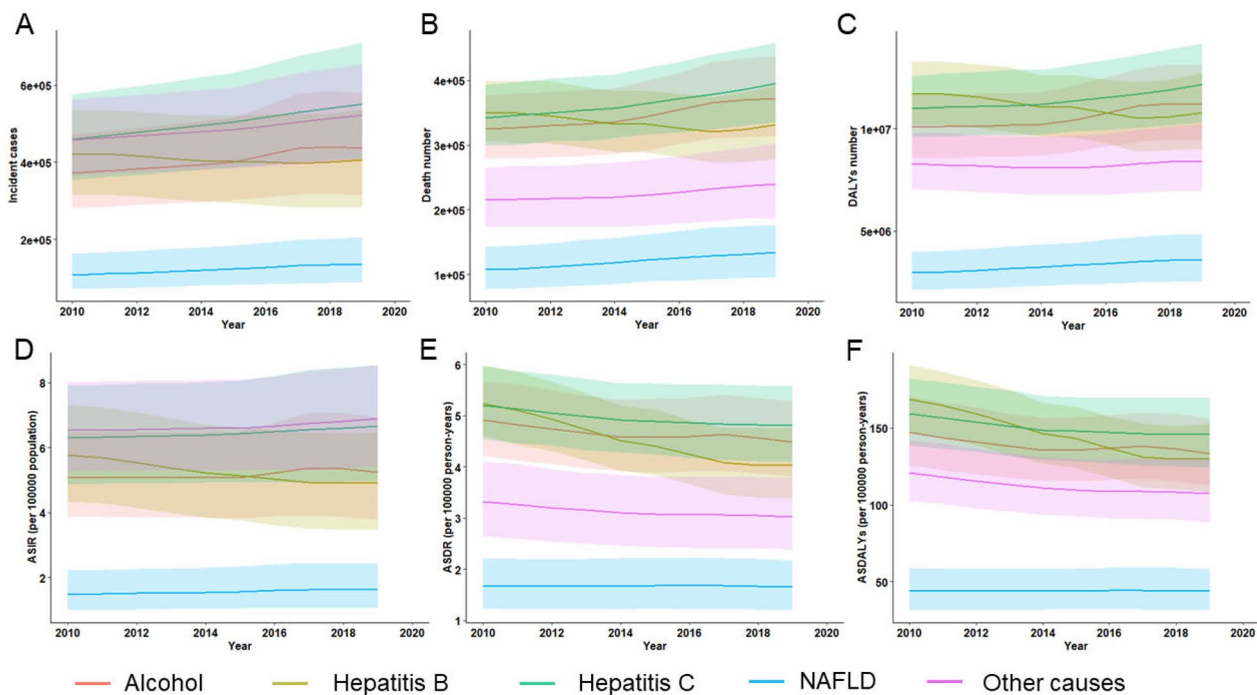 A
Incident cases
6e+05
4e+05
2e+05
2010 2012 2014 2016 2018 2020
Year
B
Death number
4e+05
3e+05
2e+05
1e+05
2010 2012 2014 2016 2018 2020
Year
C
DALYs number
1e+07
5e+06
2010 2012 2014 2016 2018 2020
Year
D
ASIR (per 100000 population)
8
6
4
2
2010 2012 2014 2016 2018 2020
Year
E
ASDR (per 100000 person-years)
6
5
4
3
2
1
2010 2012 2014 2016 2018 2020
Year
F
ASDALYs (per 100000 person-years)
150
100
50
2010 2012 2014 2016 2018 2020
Year
Alcohol Hepatitis B Hepatitis C NAFLD Other causes